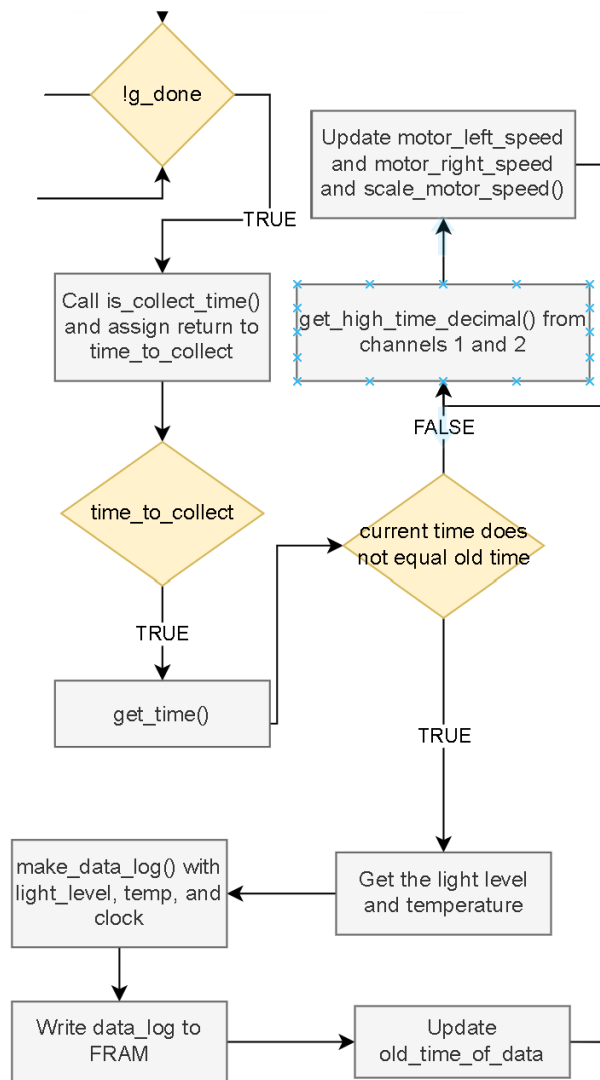 !g_done
TRUE
Call is_collect_time()
and assign return to
time_to_collect
time_to_collect
TRUE
get_time()
Update motor_left_speed
and motor_right_speed
and scale_motor_speed()
get_high_time_decimal() from
channels 1 and 2
FALSE
current time does
not equal old time
TRUE
Get the light level
and temperature
make_data_log() with
light_level, temp, and
clock
Write data_log to
FRAM
Update
old_time_of_data